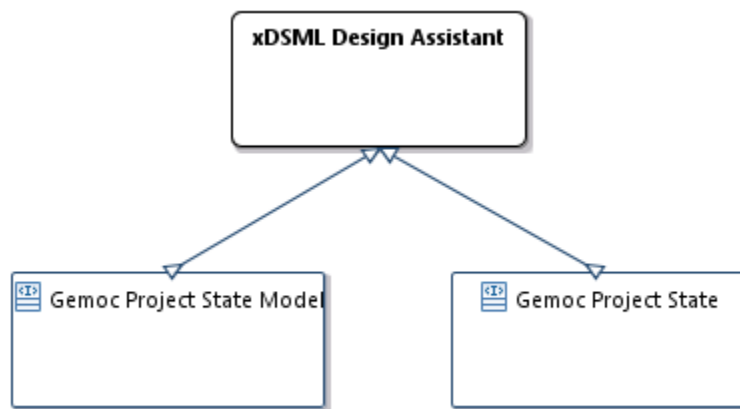 xDSML Design Assistant
<I> Gemoc Project State Model
<I> Gemoc Project State